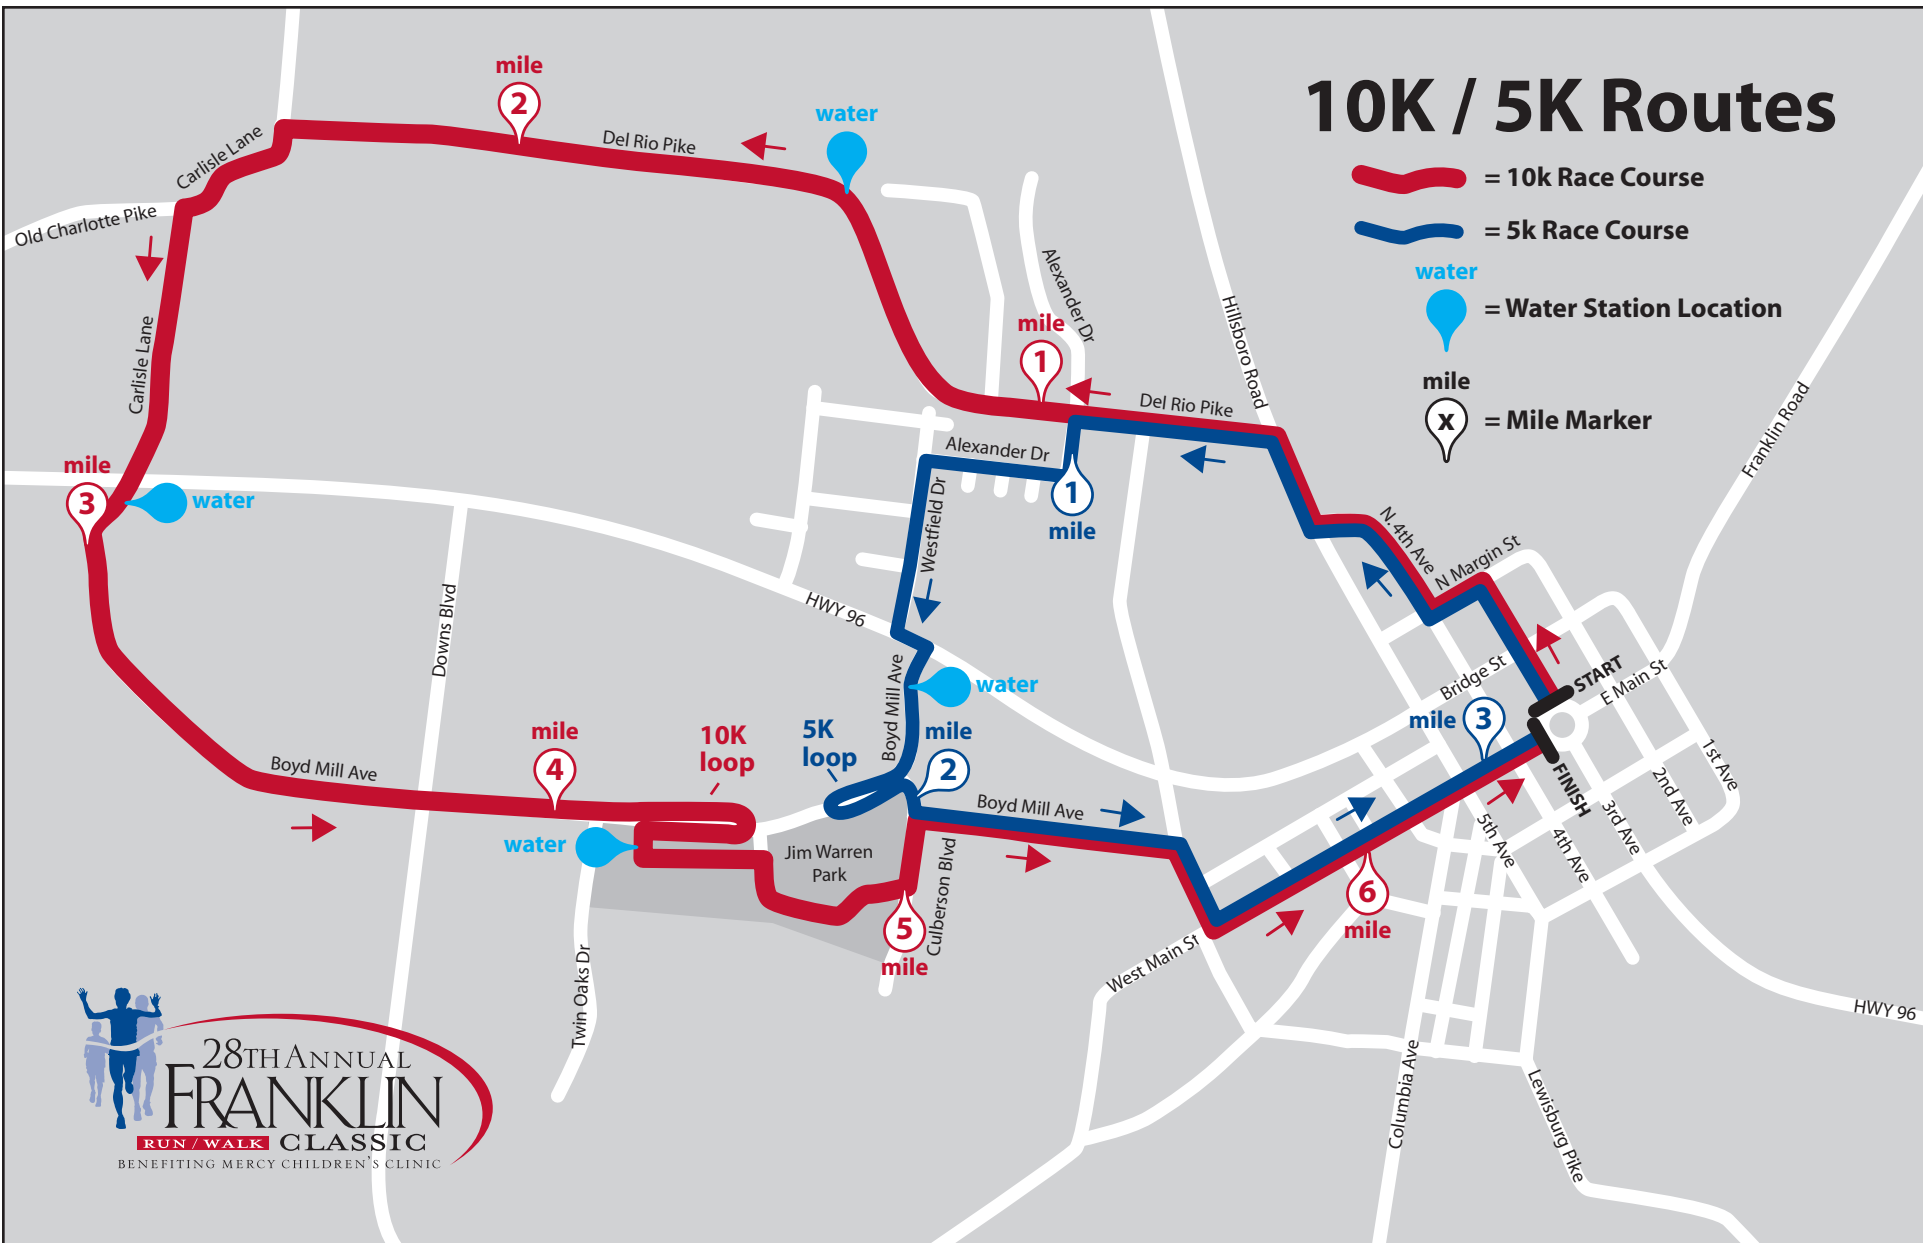 10K / 5K Routes
= 10k Race Course
= 5k Race Course
water
= Water Station Location
mile
x
= Mile Marker
mile
2
water
Del Rio Pike
Carlisle Lane
Old Charlotte Pike
Carlisle Lane
Alexander Dr
mile
1
Hillsboro Road
Del Rio Pike
Franklin Road
Alexander Dr
mile
3
water
1
mile
Westfield Dr
N. 4th Ave
N Margin St
HWY 96
Downs Blvd
Boyd Mill Ave
water
Bridge St
START
E Main St
mile
3
FINISH
1st Ave
2nd Ave
3rd Ave
4th Ave
5th Ave
mile
4
10K
loop
5K
loop
mile
2
Boyd Mill Ave
Boyd Mill Ave
water
Jim Warren
Park
Culberson Blvd
5
mile
6
mile
West Main St
Twin Oaks Dr
HWY 96
Columbia Ave
Lewisburg Pike
28TH ANNUAL
FRANKLIN
RUN / WALK CLASSIC
BENEFITING MERCY CHILDREN'S CLINIC